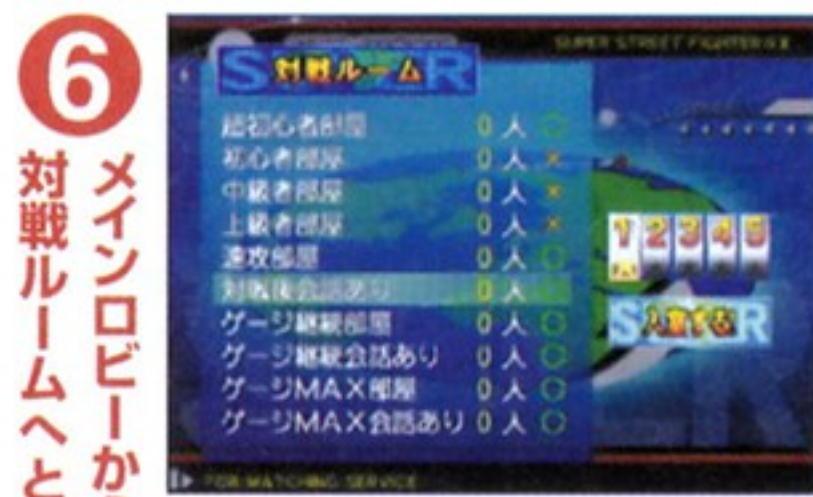 6
メインロビーか
対戦ルームへと
SUPER STREET FIGHTER II X
対戦ルーム
超初心者部屋 0人 ○
初心者部屋 0人 ×
中級者部屋 0人 ×
上級者部屋 0人 ×
速攻部屋 0人 ○
対戦後会話あり 0人 ○
ゲージ継続部屋 0人 ○
ゲージ継続会話あり 0人 ○
ゲージMAX部屋 0人 ○
ゲージMAX会話あり 0人 ○
1 2 3 4 5
入室する
FOR MATCHING SERVICE